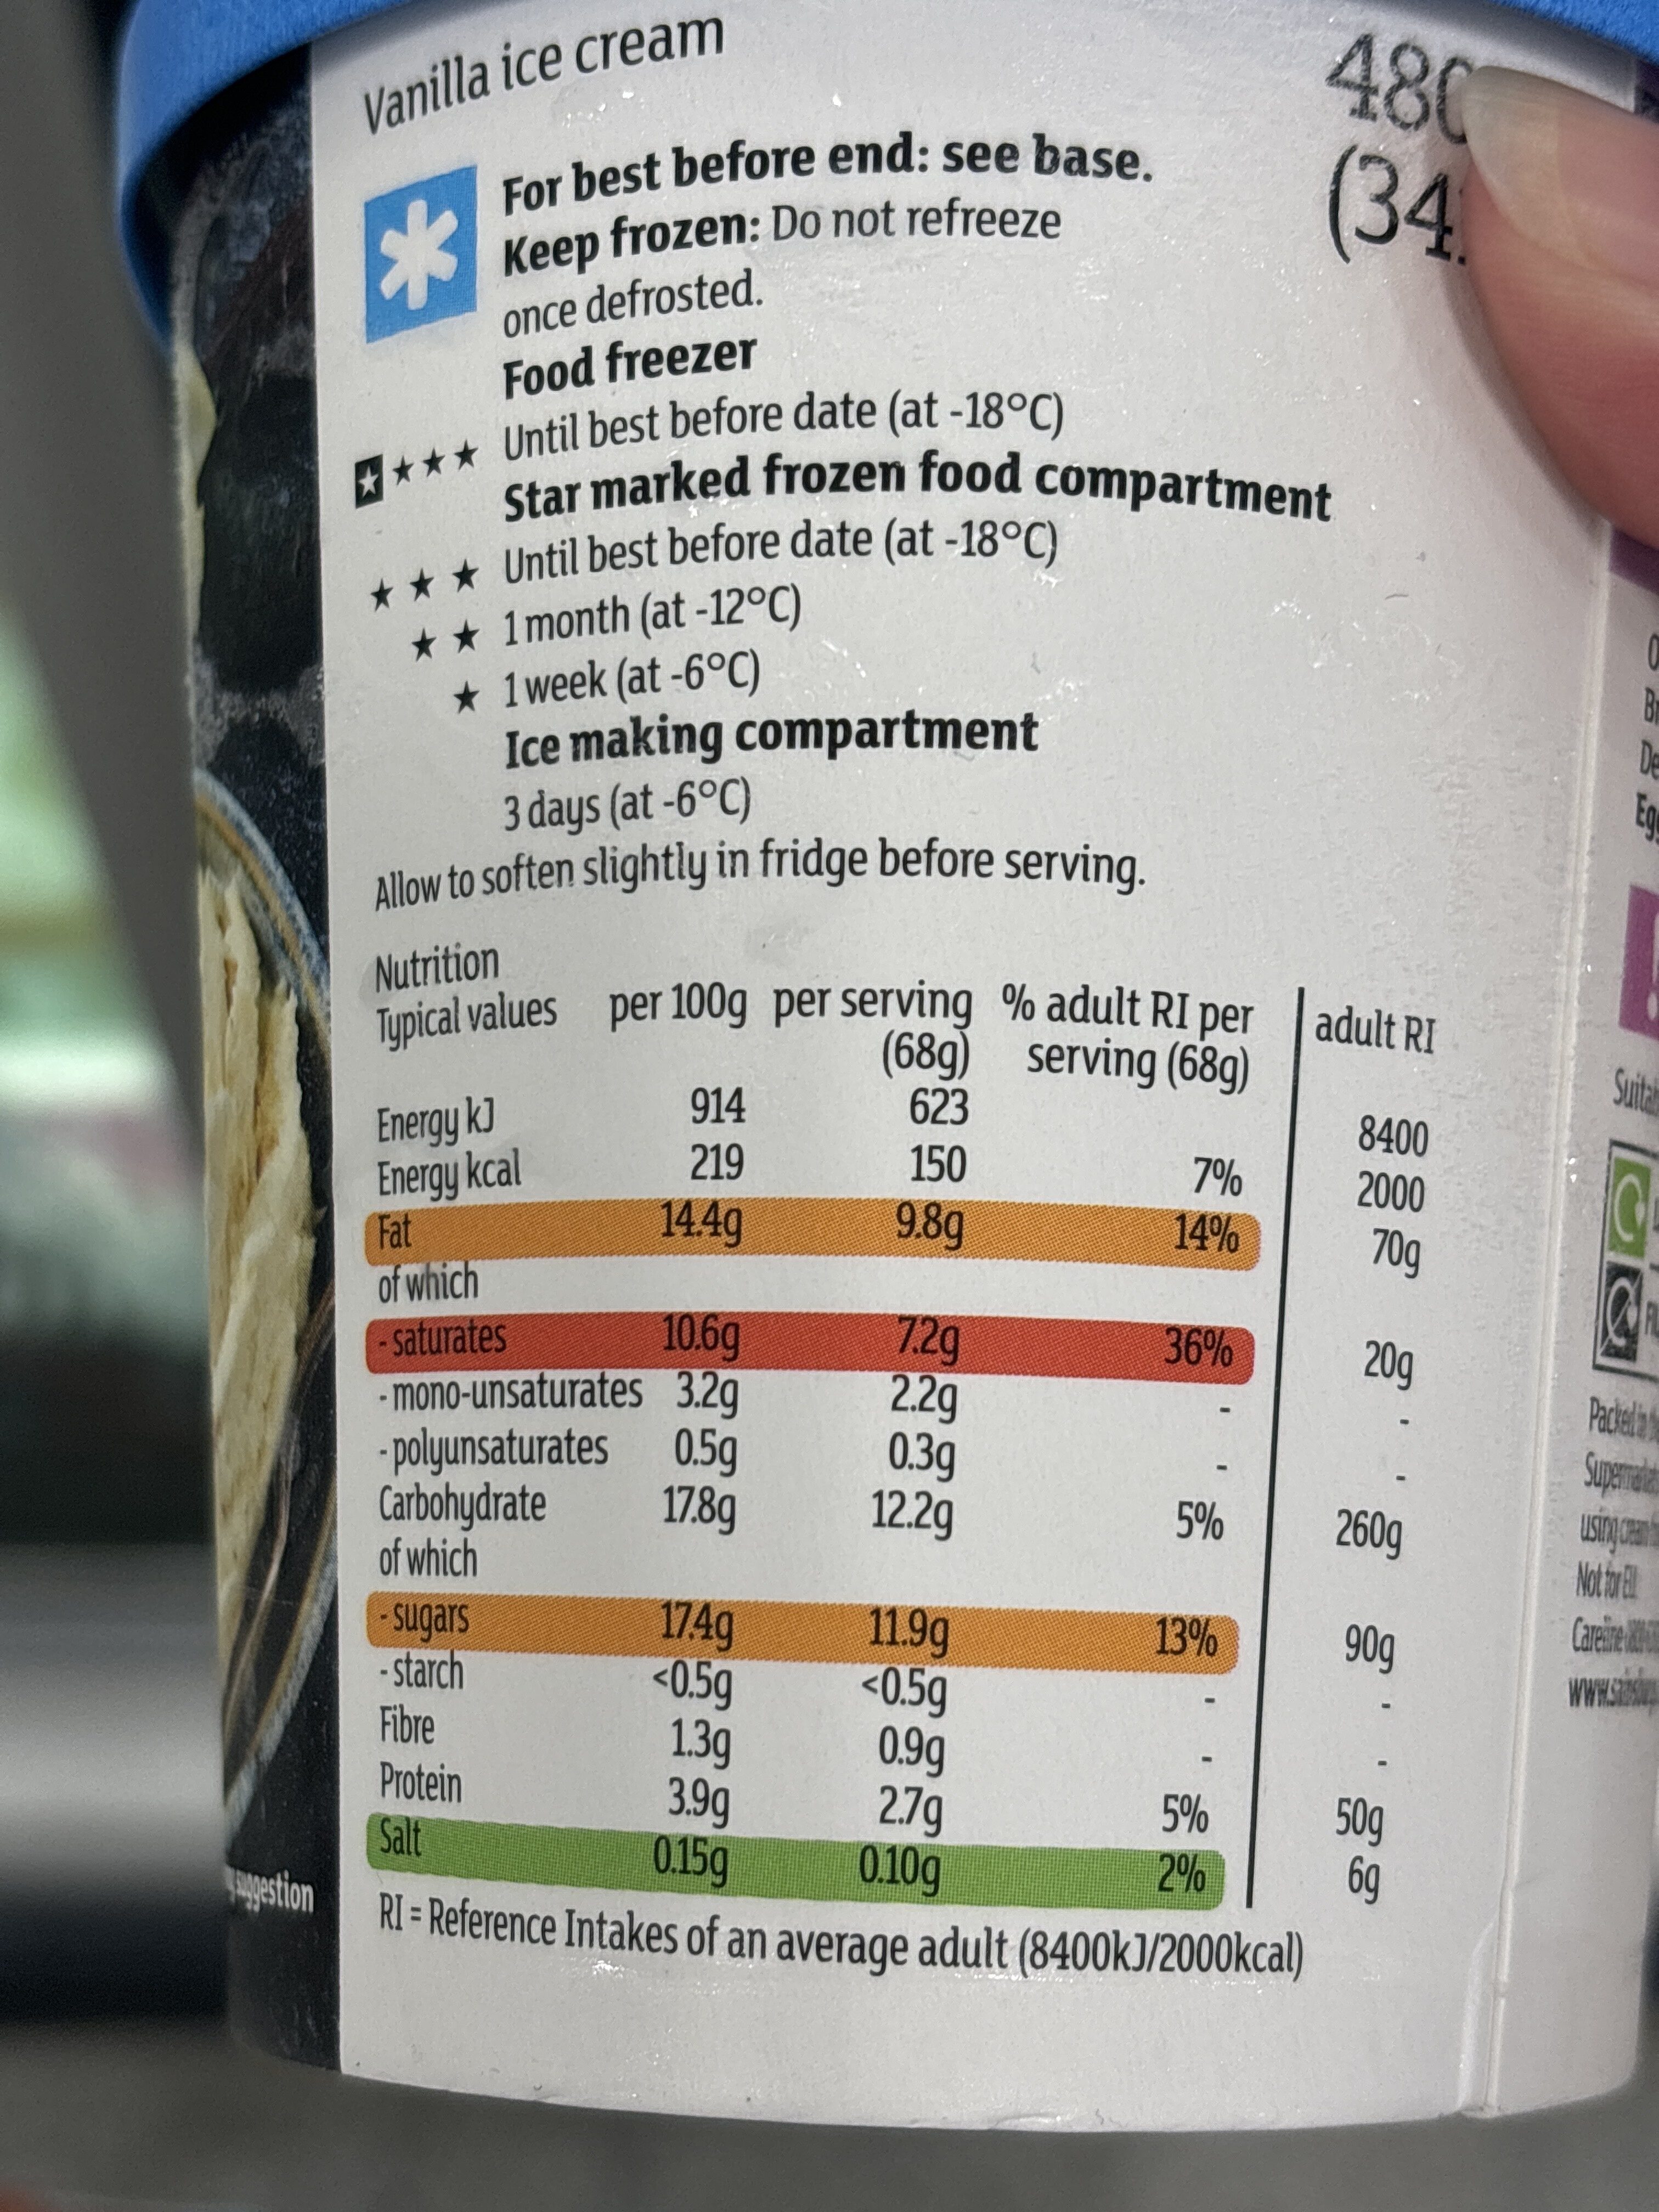 Vanilla ice cream
For best before end: see base.
Keep frozen: Do not refreeze
once defrosted.
Food freezer
Until best before date (at -18°C)
Star marked frozen food compartment
Until best before date (at -18°C)
1 month (at -12°C)
1 week (at -6°C)
Ice making compartment
3 days (at -6°C)
Allow to soften slightly in fridge before serving.
Nutrition
Typical values per 100g per serving % adult RI per adult RI
(68g) serving (68g)
Energy kJ 914 623 8400
Energy kcal 219 150 7% 2000
Fat 14.4g 9.8g 14% 70g
of which
- saturates 10.6g 7.2g 36% 20g
- mono-unsaturates 3.2g 2.2g - -
- polyunsaturates 0.5g 0.3g - -
Carbohydrate 17.8g 12.2g 5% 260g
of which
- sugars 17.4g 11.9g 13% 90g
- starch <0.5g <0.5g - -
Fibre 1.3g 0.9g - -
Protein 3.9g 2.7g 5% 50g
Salt 0.15g 0.10g 2% 6g
RI = Reference Intakes of an average adult (8400kJ/2000kcal)
suggestion
Packed in
using cream
Not for EU
Careline